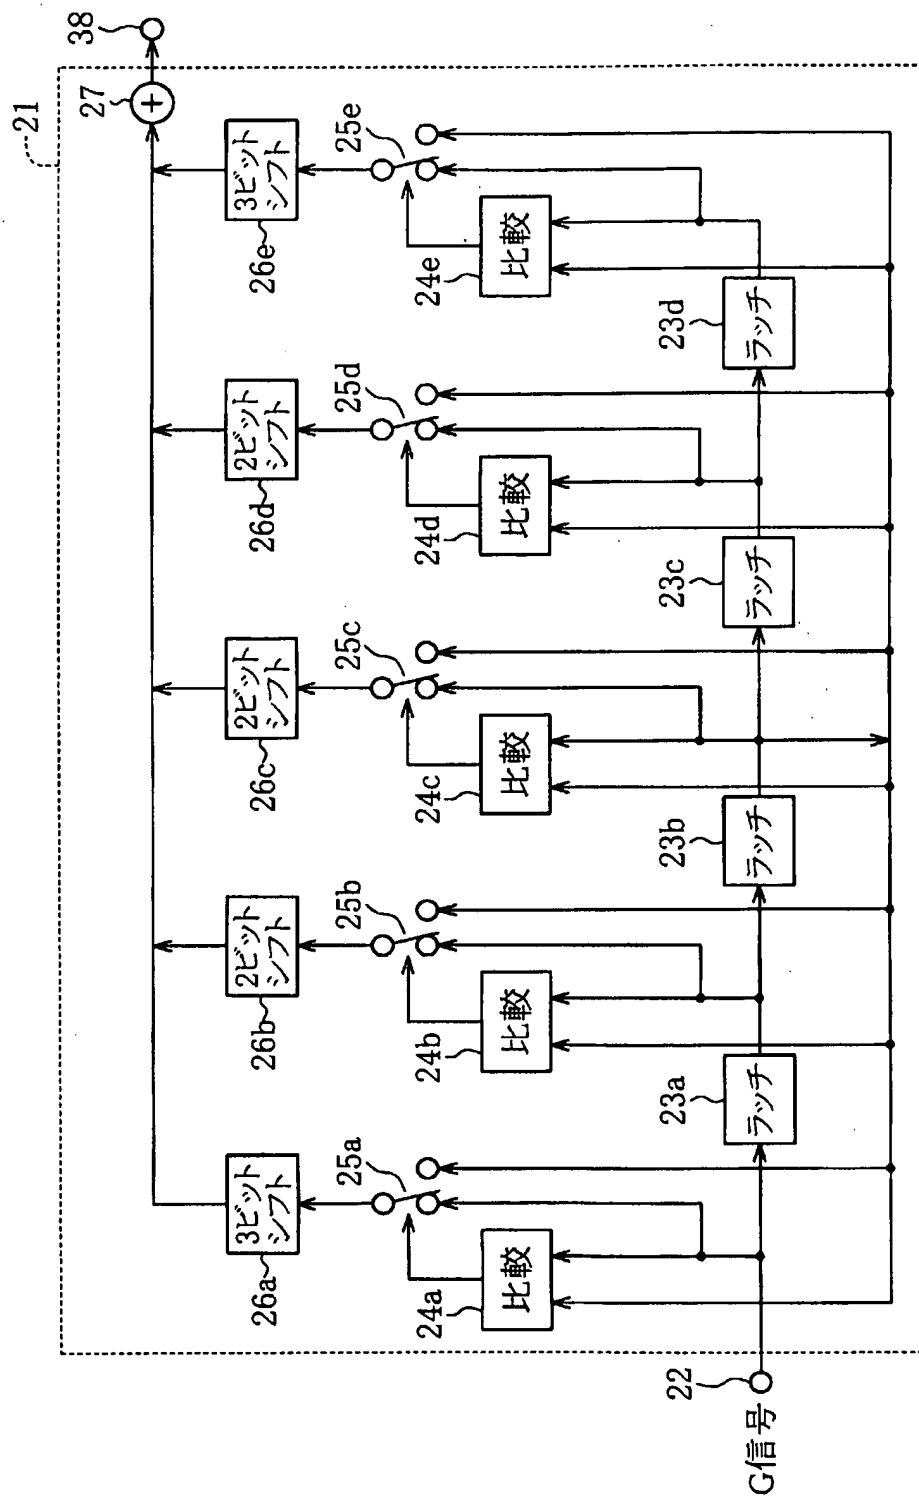 21
27
38
3ビット
シフト
26a
2ビット
シフト
26b
2ビット
シフト
26c
2ビット
シフト
26d
3ビット
シフト
26e
25a
25b
25c
25d
25e
比較
24a
比較
24b
比較
24c
比較
24d
比較
24e
23a
ラッチ
23b
ラッチ
23c
ラッチ
23d
ラッチ
22
G信号
+